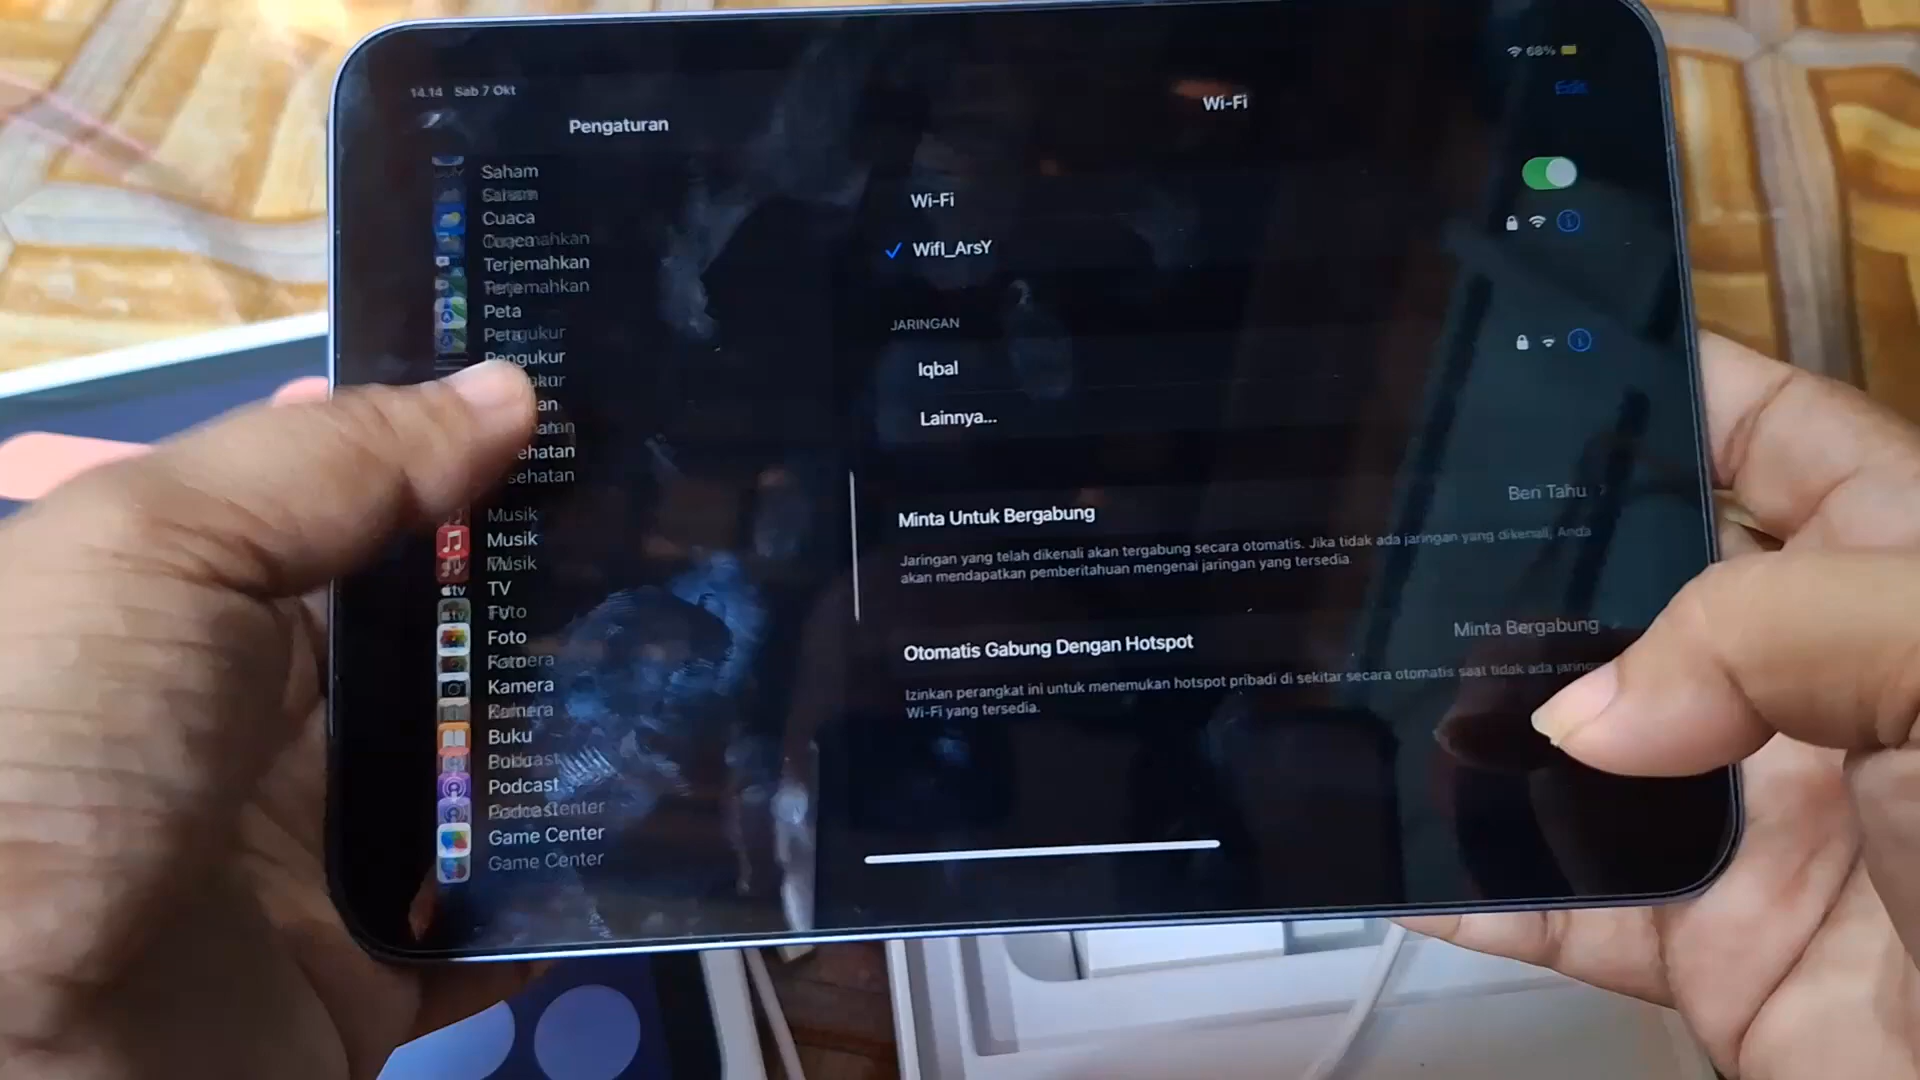 14.14 Sab 7 Okt
68%
Pengaturan
Saham
Cuaca
Terjemahkan
Peta
Pengukur
Musik
tv TV
Foto
Kamera
Buku
Podcast
Game Center
Wi-Fi
Edit
Wi-Fi
WifI_ArsY
JARINGAN
Iqbal
Lainnya...
Minta Untuk Bergabung
Beri Tahu
Jaringan yang telah dikenali akan tergabung secara otomatis. Jika tidak ada jaringan yang dikenali, Anda
akan mendapatkan pemberitahuan mengenai jaringan yang tersedia.
Otomatis Gabung Dengan Hotspot
Minta Bergabung
Izinkan perangkat ini untuk menemukan hotspot pribadi di sekitar secara otomatis saat tidak ada jaring
Wi-Fi yang tersedia.